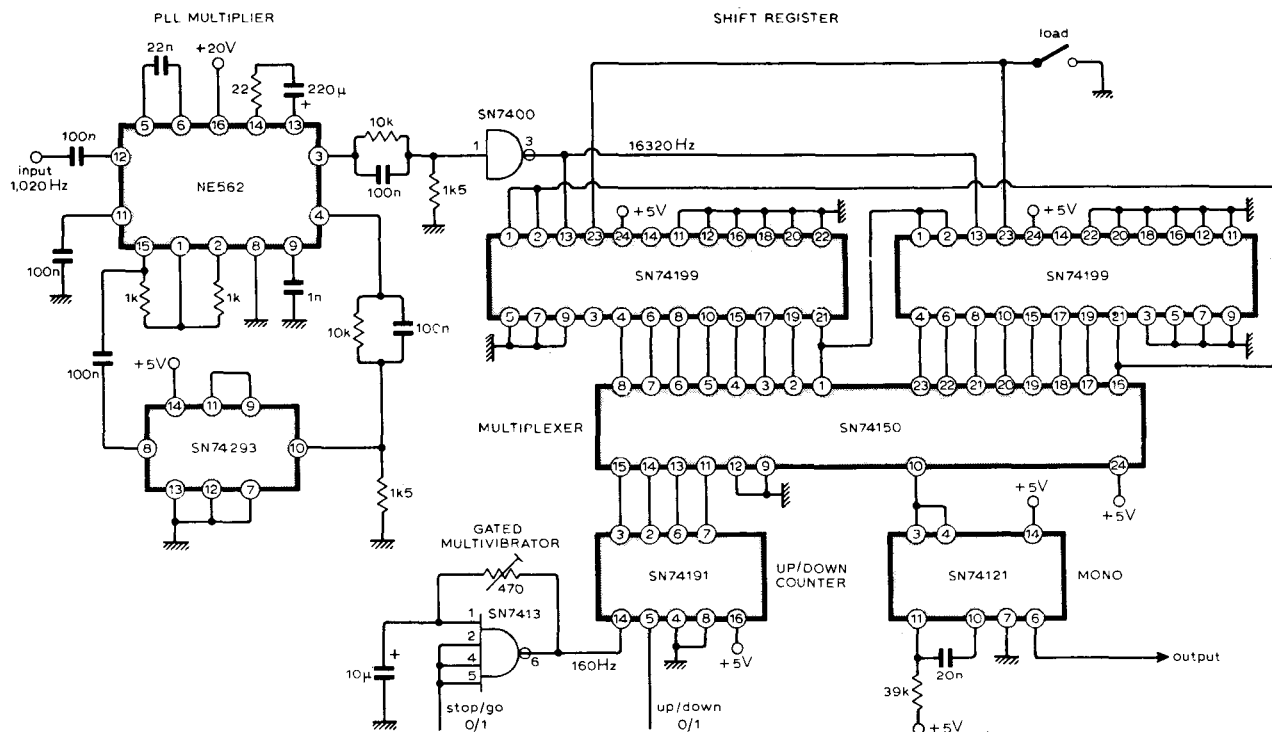 PLL MULTIPLIER
SHIFT REGISTER
22n
+20V
22
220μ
+
load
5
6
16
14
13
100n
12
input
1,020 Hz
NE562
3
10k
100n
1k5
SN7400
1
3
16320Hz
11
4
100n
15
1
2
8
9
1k
1k
1n
10k
100n
100n
+5V
+5V
1
2
13
23
24
14
11
12
16
18
20
22
SN74199
5
7
9
3
4
6
8
10
15
17
19
21
1
2
13
23
24
14
22
20
18
16
12
11
SN74199
4
6
8
10
15
17
19
21
3
5
7
9
+5V
14
11
9
8
SN74293
10
13
12
7
1k5
MULTIPLEXER
8
7
6
5
4
3
2
1
23
22
21
20
19
18
17
15
SN74150
15
14
13
11
12
9
10
24
+5V
+5V
GATED
MULTIVIBRATOR
470
SN7413
1
2
4
5
6
10μ
+
160Hz
stop/go
0/1
3
2
6
7
SN74191
UP/DOWN
COUNTER
14
5
4
8
16
+5V
up/down
0/1
3
4
14
SN74121
MONO
11
10
7
6
20n
39k
+5V
output